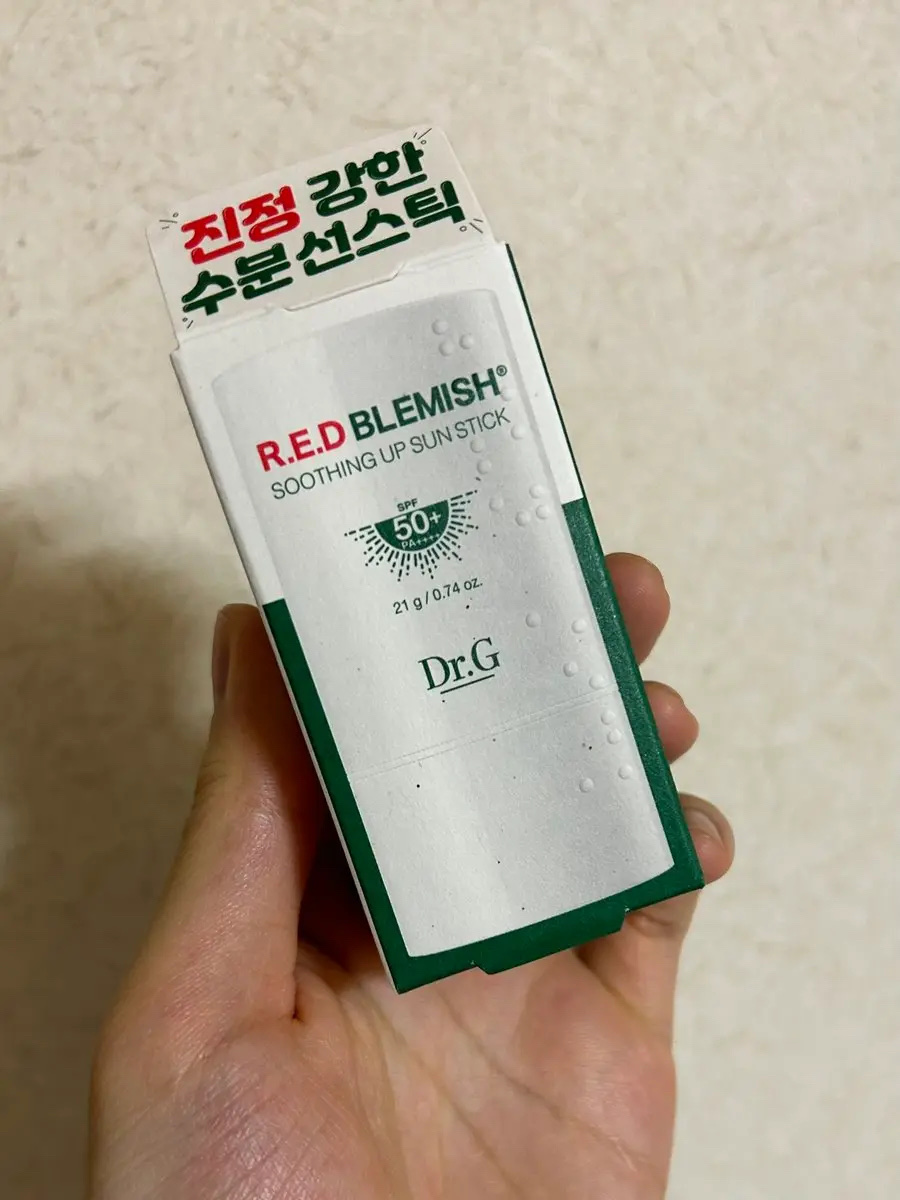 진정 강한
수분 선스틱
R.E.D BLEMISH®
SOOTHING UP SUN STICK
SPF
50+
PA++++
21 g / 0.74 oz.
Dr.G